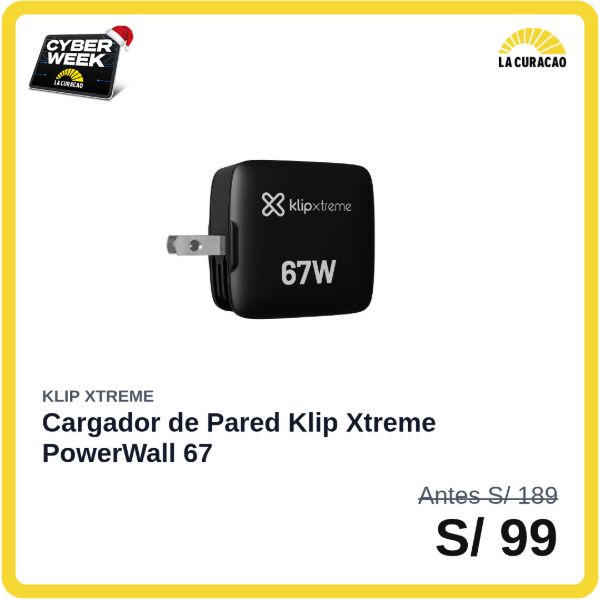 CYBER
WEEK
LA CURACAO
LA CURACAO
klipxtreme
67W
KLIP XTREME
Cargador de Pared Klip Xtreme
PowerWall 67
Antes S/ 189
S/ 99